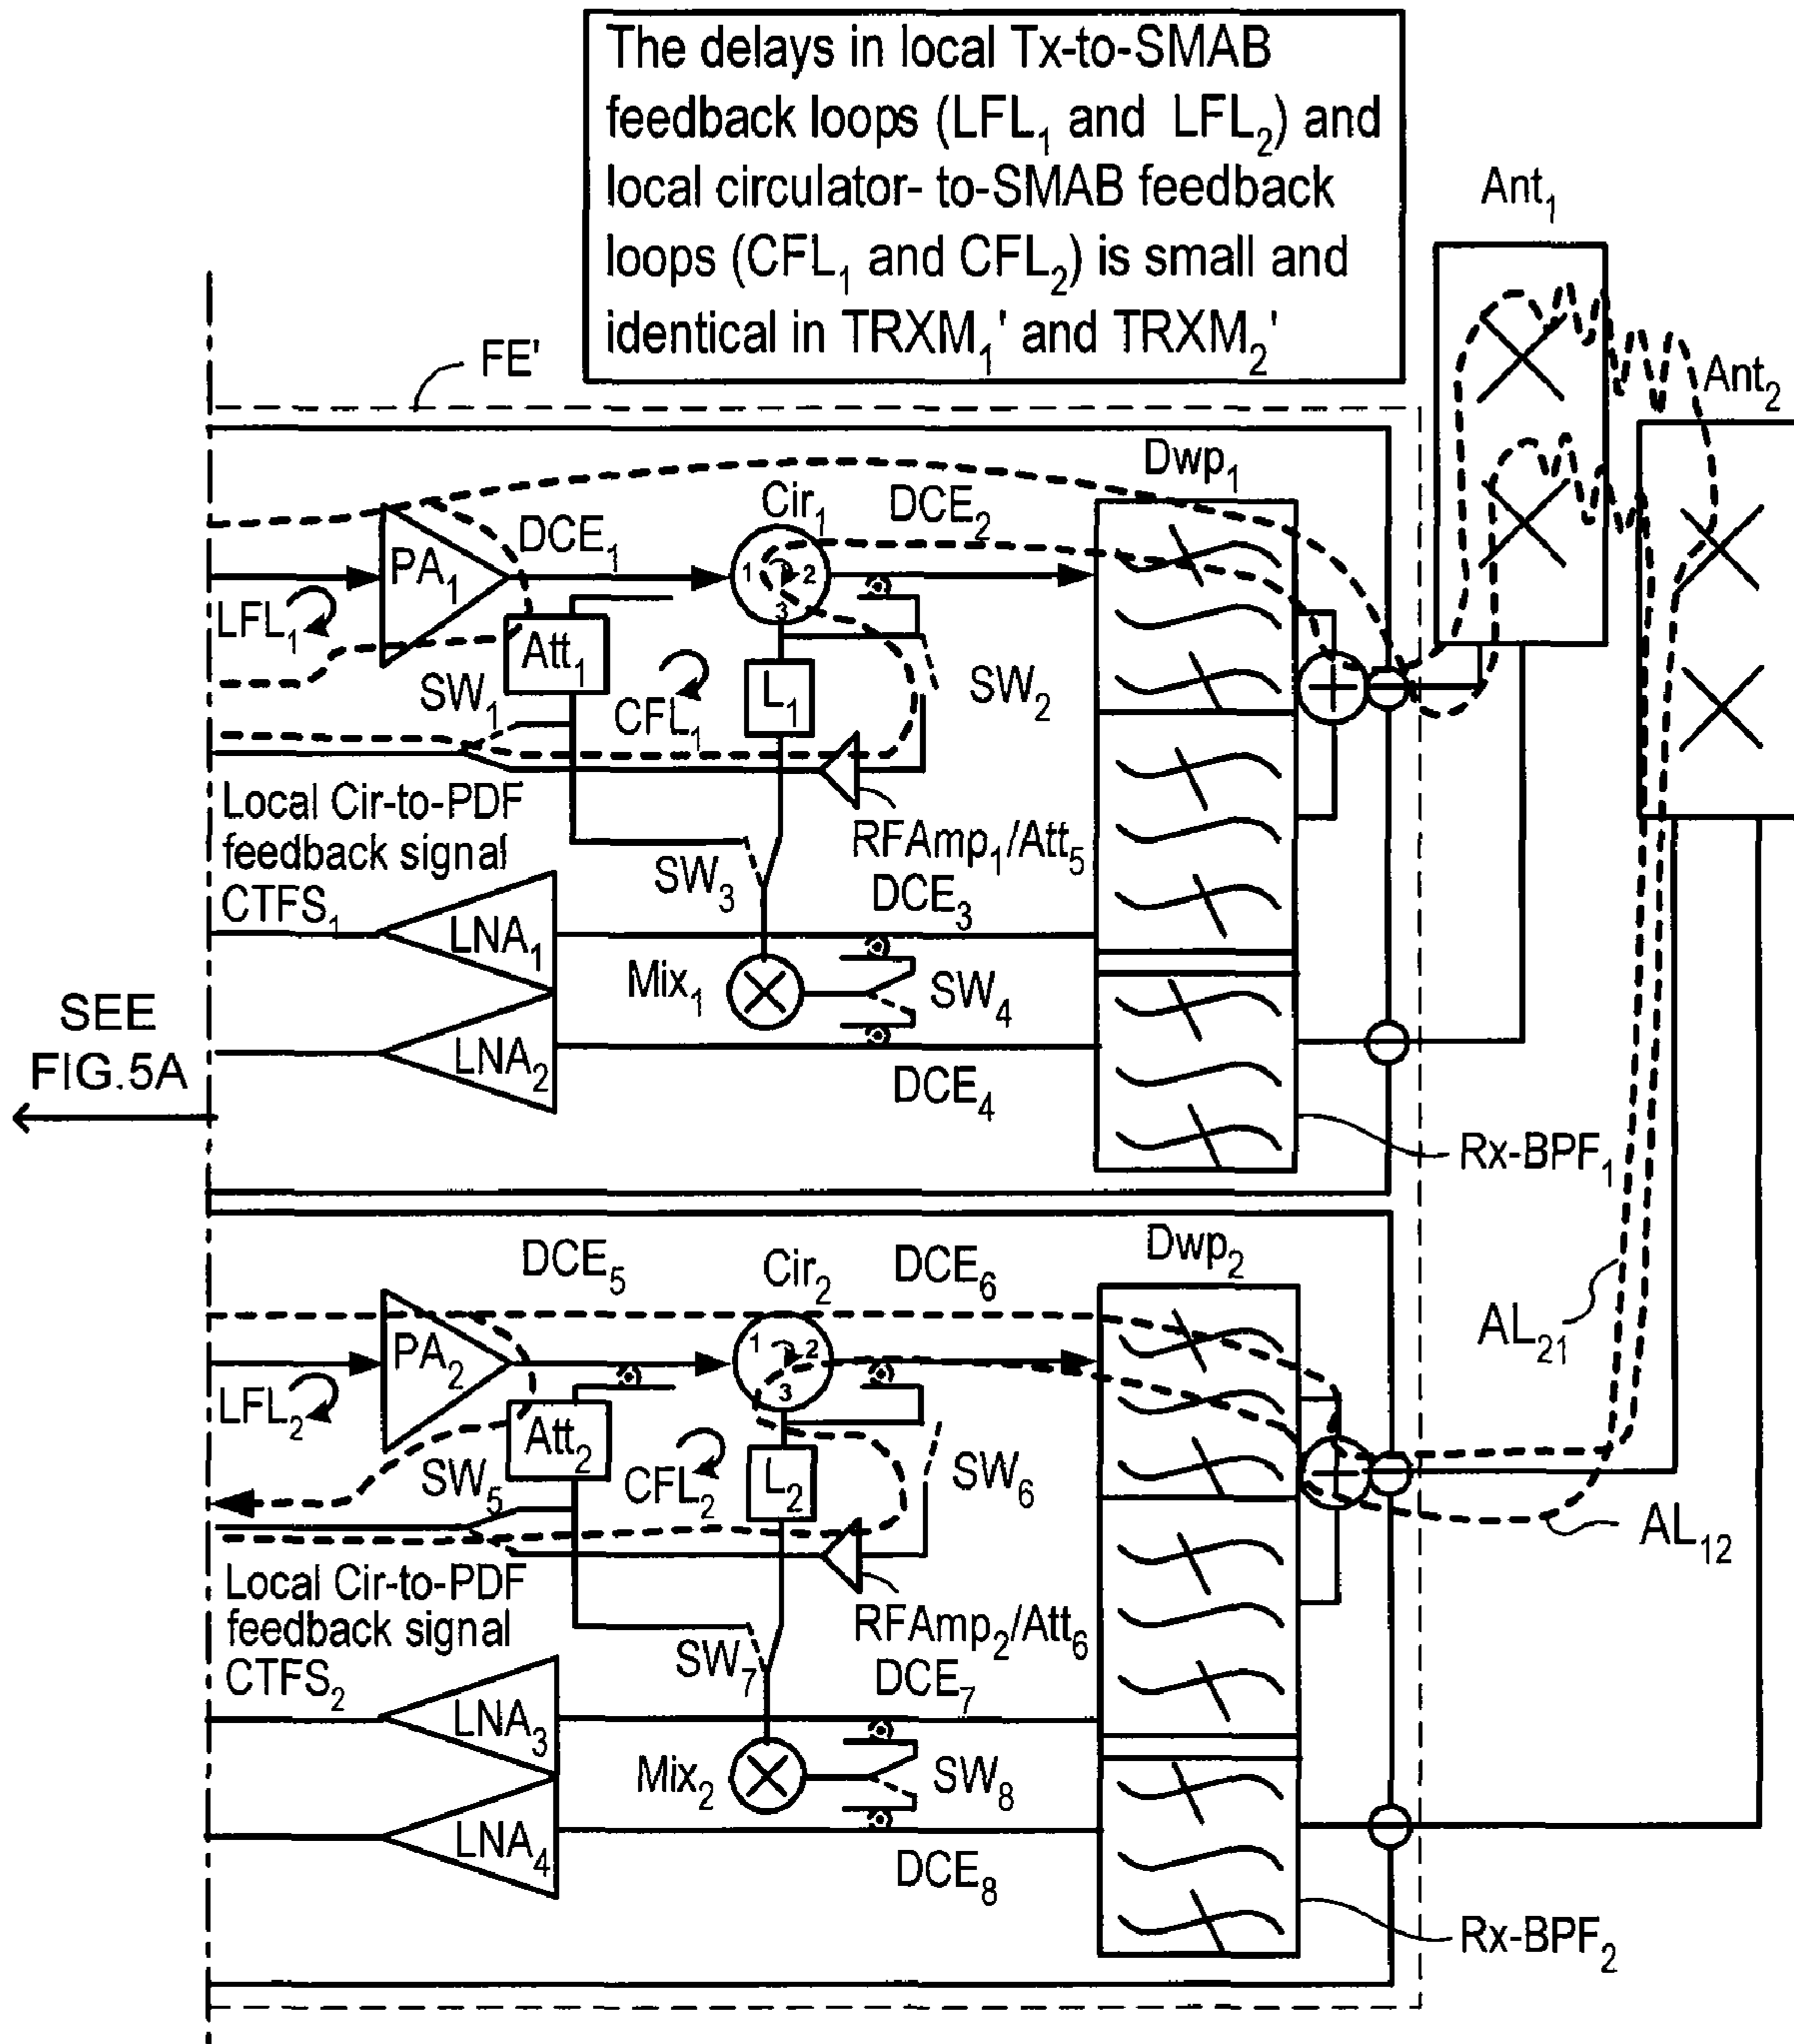 The delays in local Tx-to-SMAB
feedback loops (LFL1 and LFL2) and
local circulator- to-SMAB feedback
loops (CFL1 and CFL2) is small and
identical in TRXM1' and TRXM2'
Ant1
FE'
Ant2
Dwp1
Cir1
DCE2
DCE1
PA1
1 2
3
LFL1
Att1
SW1
CFL1
L1
SW2
Local Cir-to-PDF
feedback signal
CTFS1
RFAmp1/Att5
SW3
DCE3
LNA1
Mix1
SW4
SEE
FIG.5A
LNA2
DCE4
Rx-BPF1
Dwp2
DCE5
Cir2
DCE6
PA2
1 2
3
AL21
LFL2
Att2
SW5
CFL2
L2
SW6
AL12
Local Cir-to-PDF
feedback signal
CTFS2
RFAmp2/Att6
SW7
DCE7
LNA3
Mix2
SW8
LNA4
DCE8
Rx-BPF2